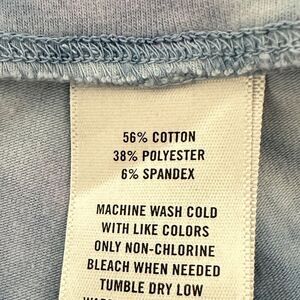 56% COTTON
38% POLYESTER
6% SPANDEX
MACHINE WASH COLD
WITH LIKE COLORS
ONLY NON-CHLORINE
BLEACH WHEN NEEDED
TUMBLE DRY LOW